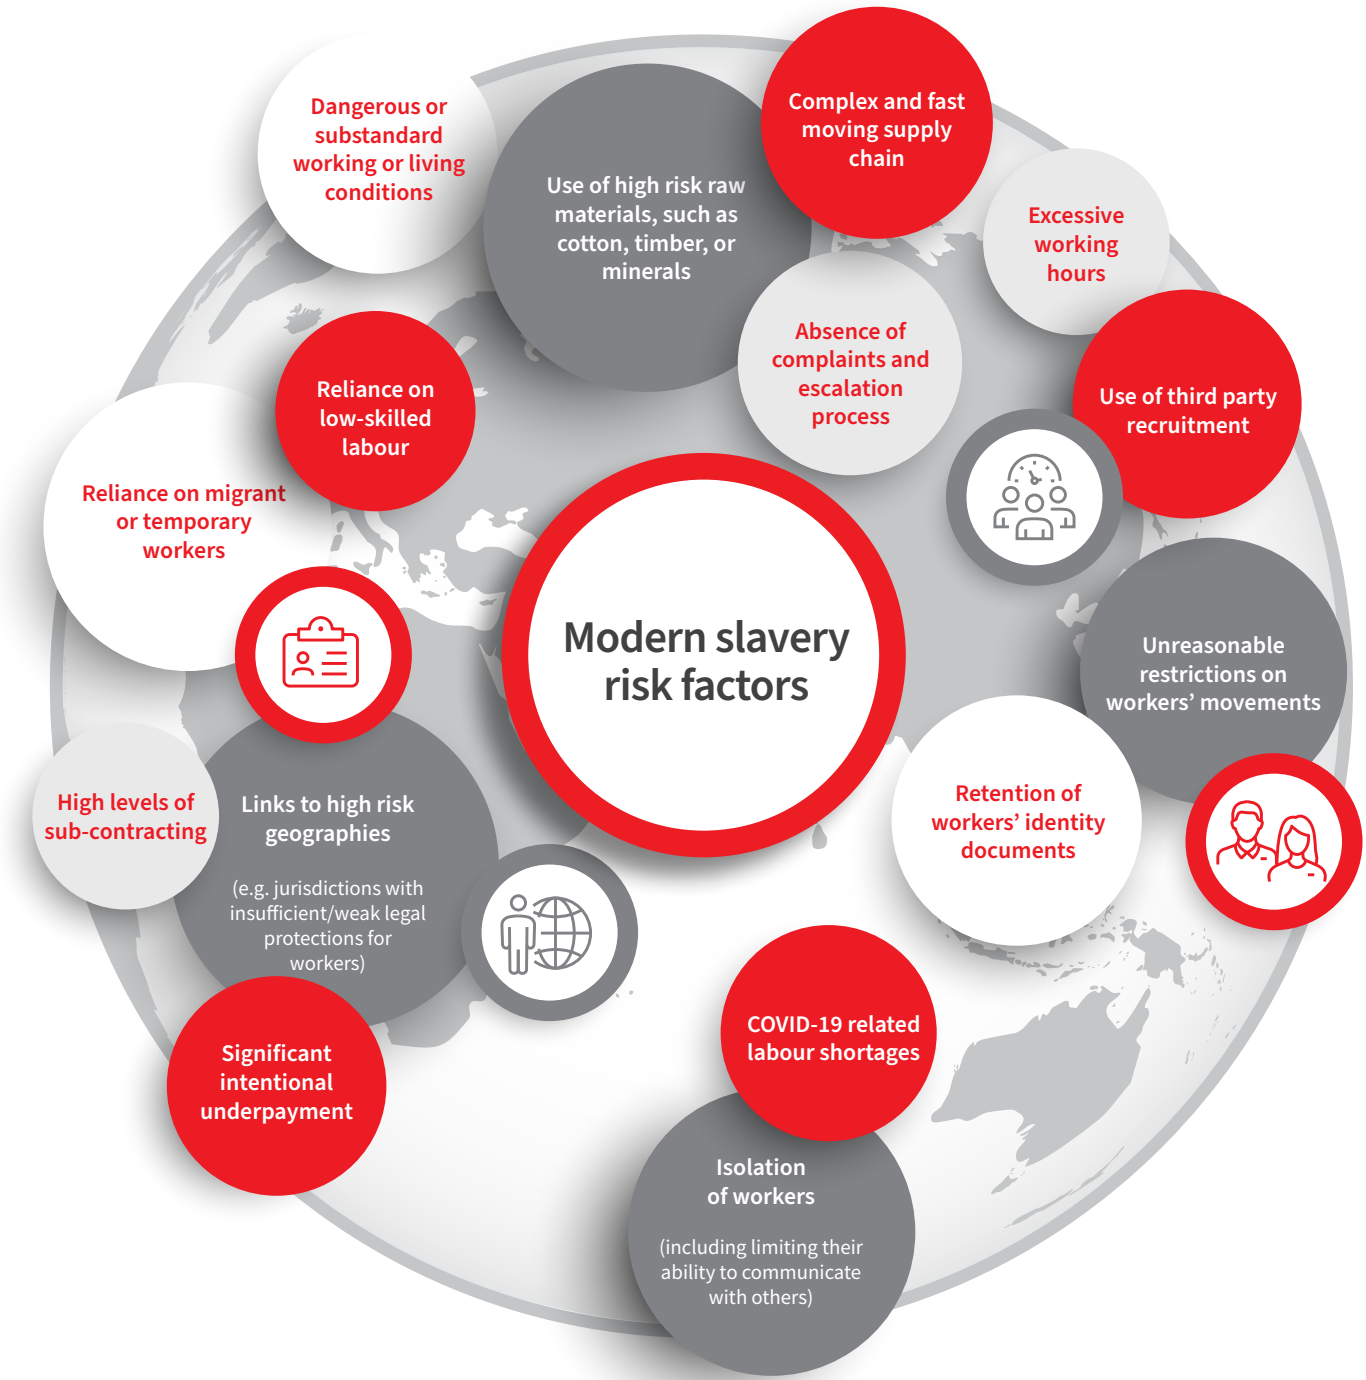 Dangerous or
substandard
working or living
conditions
Use of high risk raw
materials, such as
cotton, timber, or
minerals
Complex and fast
moving supply
chain
Excessive
working
hours
Absence of
complaints and
escalation
process
Use of third party
recruitment
Reliance on
low-skilled
labour
Reliance on migrant
or temporary
workers
Modern slavery
risk factors
Unreasonable
restrictions on
workers’ movements
High levels of
sub-contracting
Links to high risk
geographies
(e.g. jurisdictions with
insufficient/weak legal
protections for
workers)
Retention of
workers’ identity
documents
Significant
intentional
underpayment
COVID-19 related
labour shortages
Isolation
of workers
(including limiting their
ability to communicate
with others)